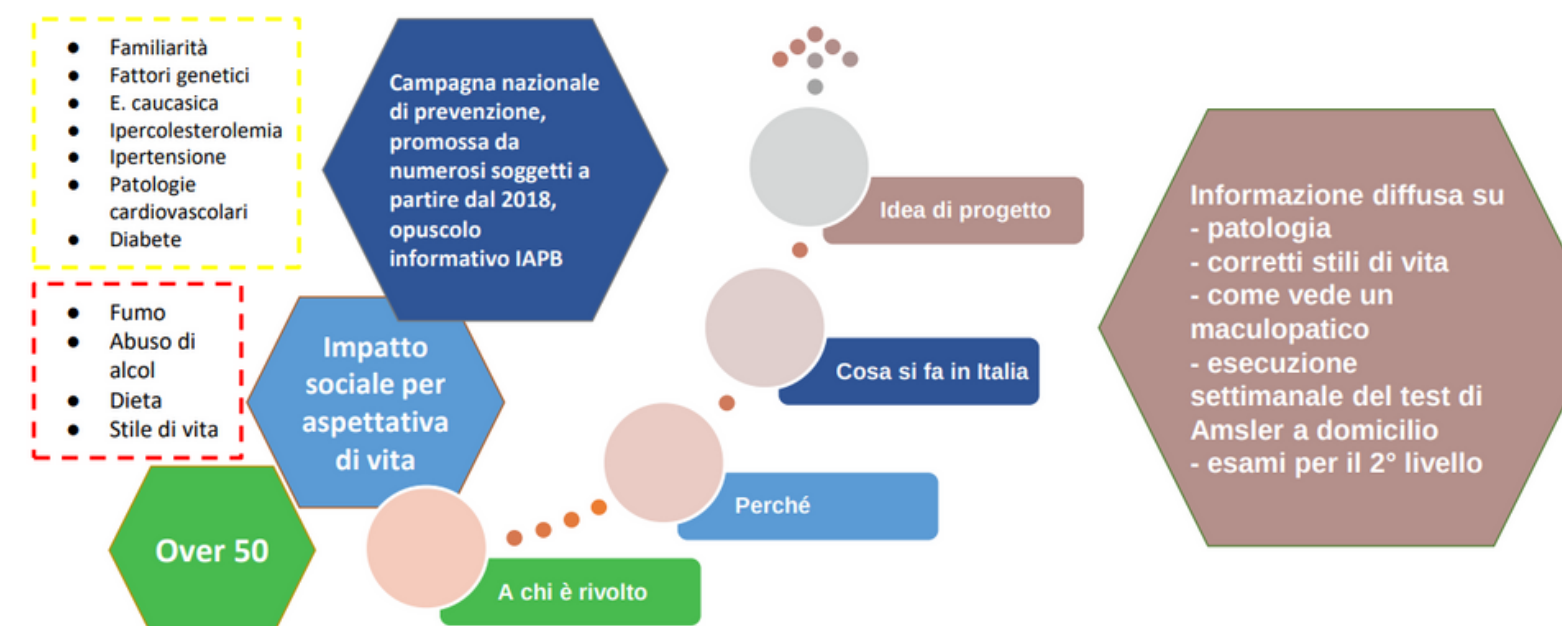 ● Familiarità
● Fattori genetici
● E. caucasica
● Ipercolesterolemia
● Ipertensione
● Patologie
cardiovascolari
● Diabete
● Fumo
● Abuso di
alcol
● Dieta
● Stile di vita
Campagna nazionale
di prevenzione,
promossa da
numerosi soggetti a
partire dal 2018,
opuscolo
informativo IAPB
Impatto
sociale per
aspettativa
di vita
Over 50
Idea di progetto
Cosa si fa in Italia
Perché
A chi è rivolto
Informazione diffusa su
- patologia
- corretti stili di vita
- come vede un
maculopatico
- esecuzione
settimanale del test di
Amsler a domicilio
- esami per il 2° livello